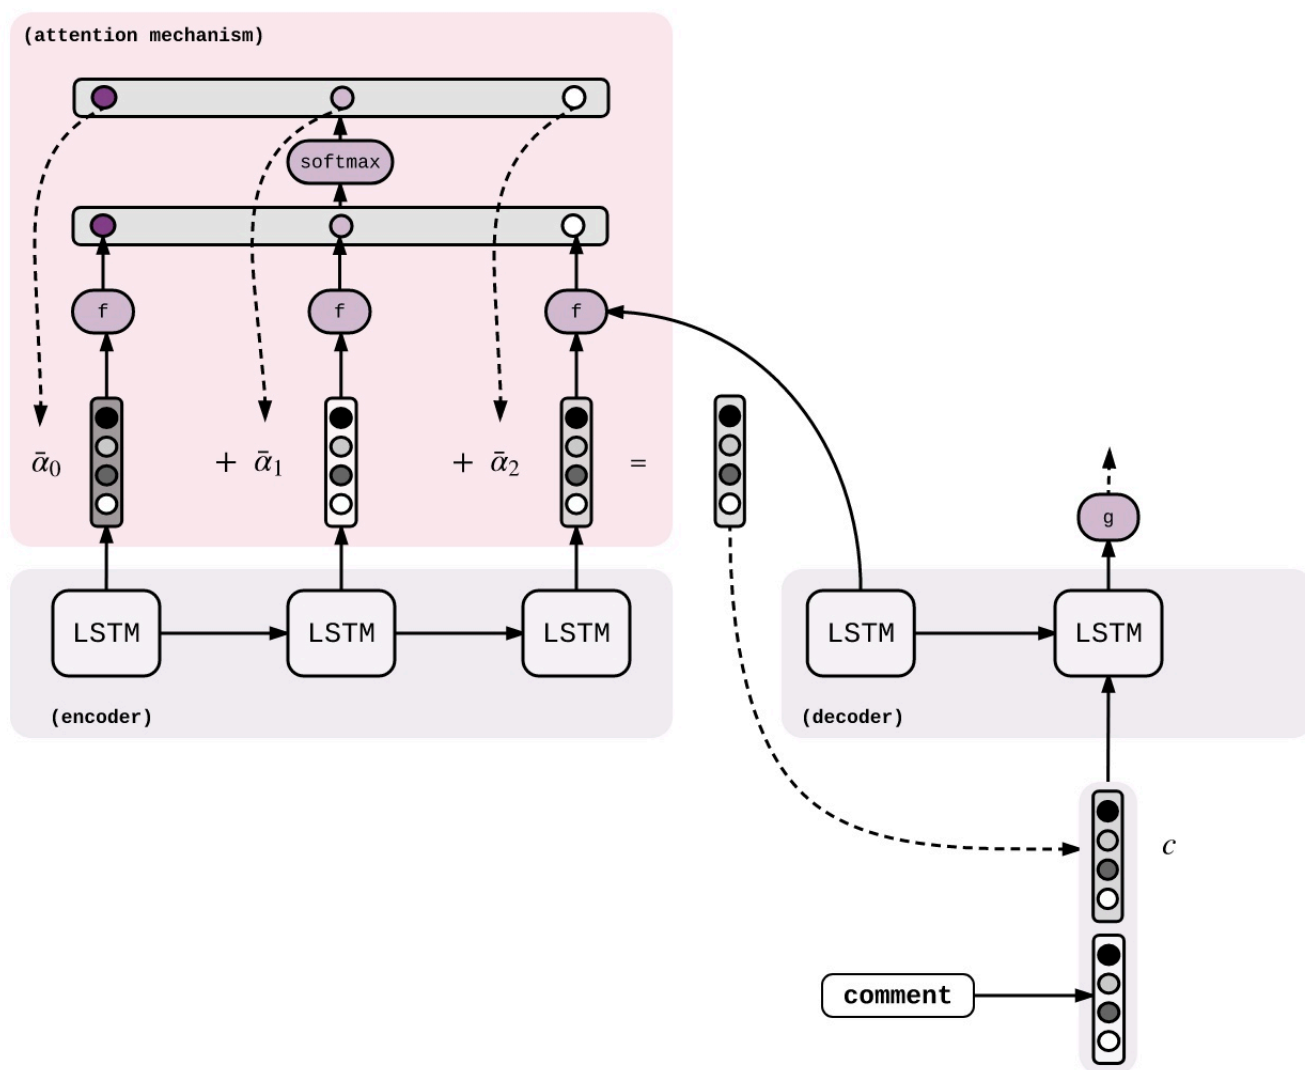 (attention mechanism)
softmax
f f f
ᾱ₀ + ᾱ₁ + ᾱ₂ =
g
LSTM LSTM LSTM LSTM LSTM
(encoder) (decoder)
c
comment